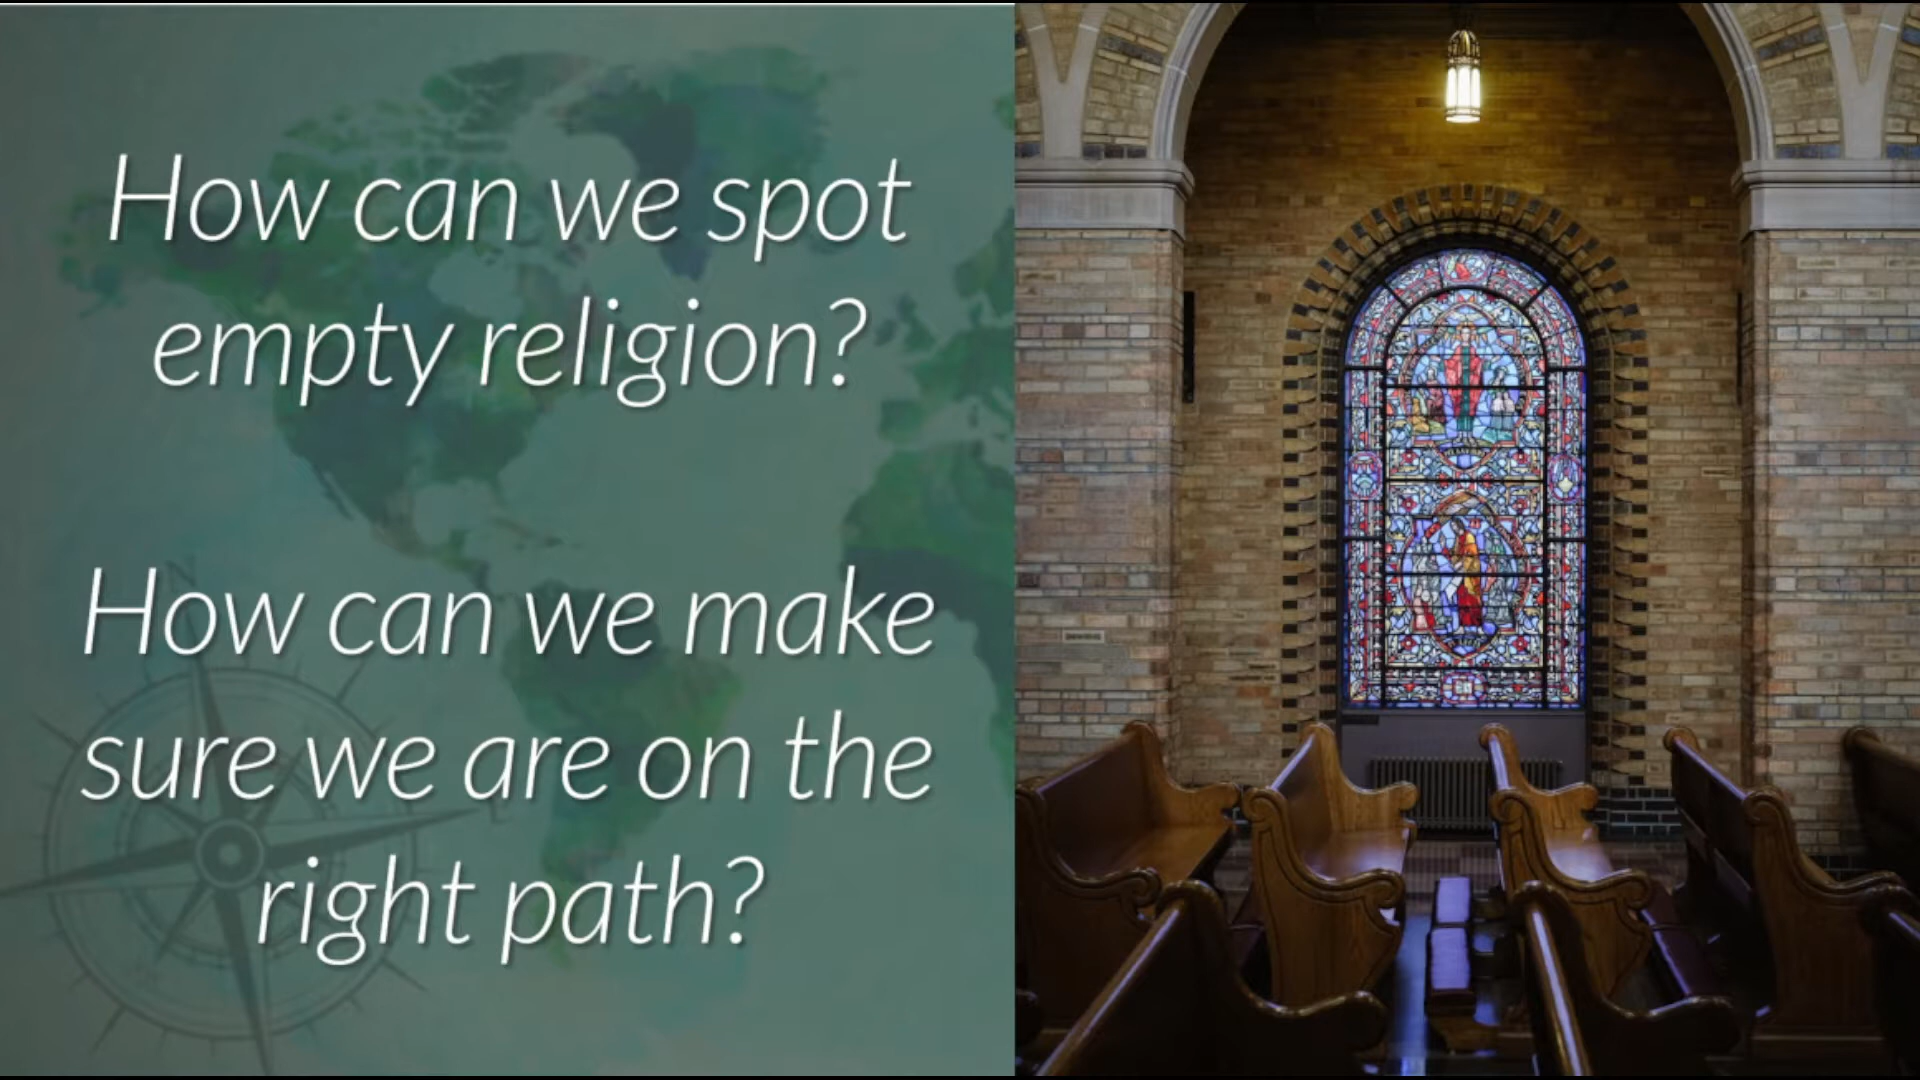 How can we spot
empty religion?
How can we make
sure we are on the
right path?